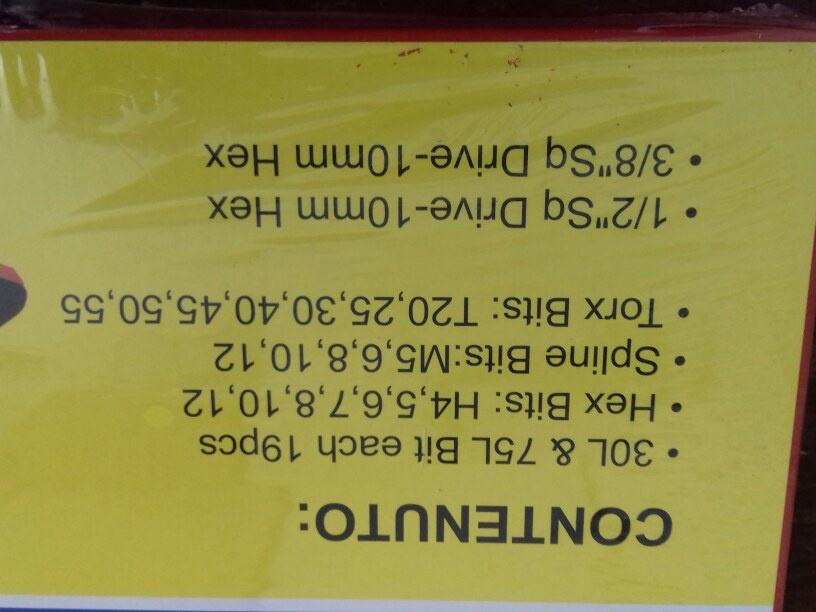 CONTENUTO:
• 30L & 75L Bit each 19pcs
• Hex Bits: H4,5,6,7,8,10,12
• Spline Bits:M5,6,8,10,12
• Torx Bits: T20,25,30,40,45,50,55
• 1/2"Sq Drive-10mm Hex
• 3/8"Sq Drive-10mm Hex